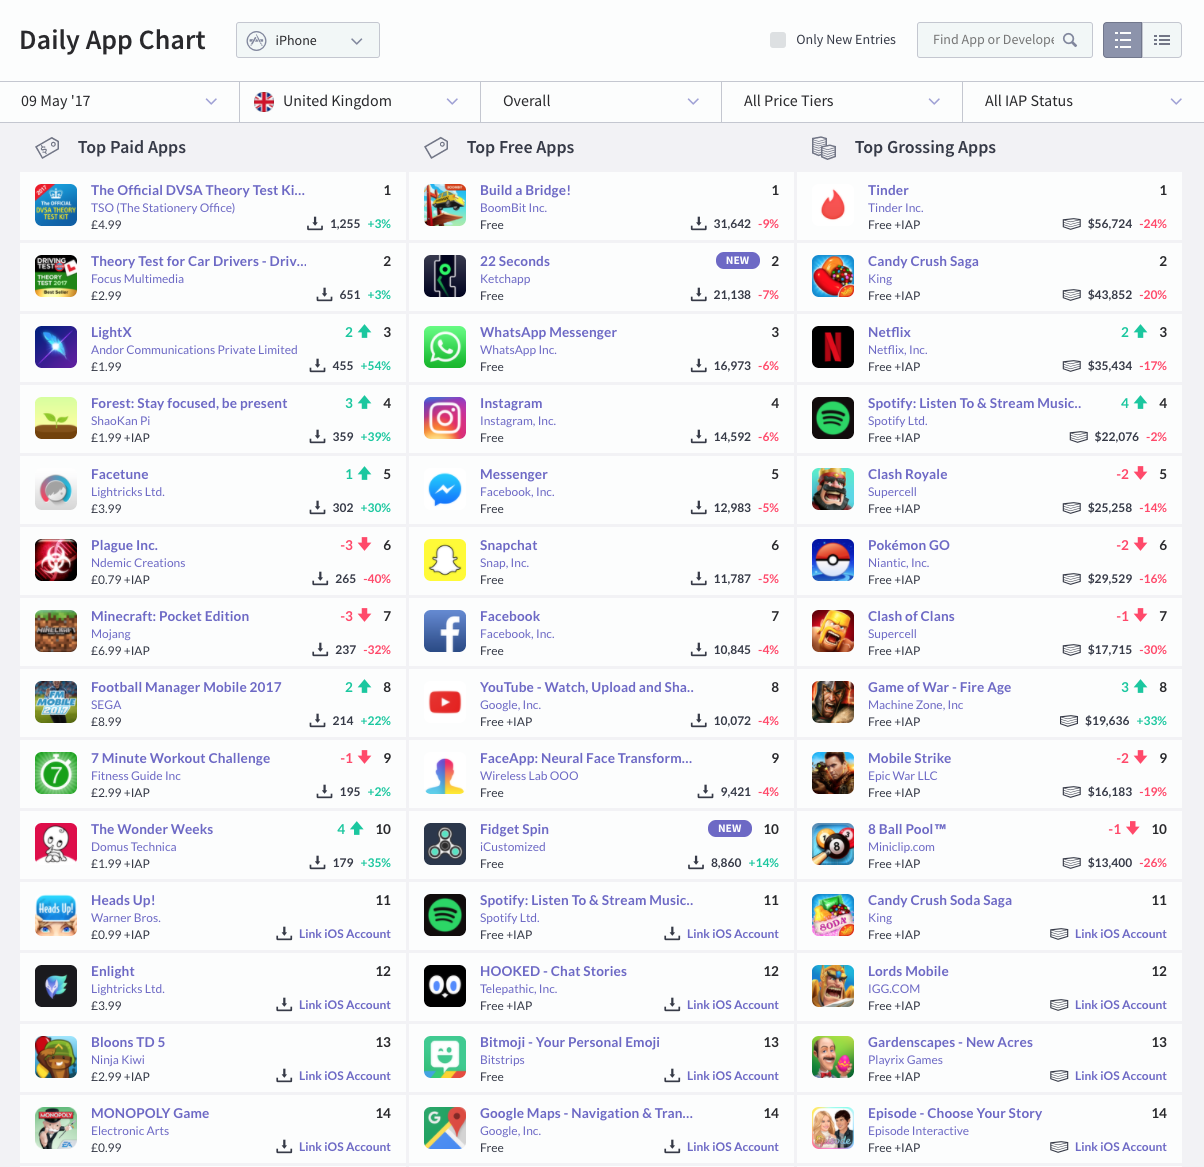 Daily App Chart
iPhone
Only New Entries
Find App or Develope
09 May '17
United Kingdom
Overall
All Price Tiers
All IAP Status
Top Paid Apps
The Official DVSA Theory Test Ki...
1
TSO (The Stationery Office)
£4.99
1,255 +3%
Theory Test for Car Drivers - Driv...
2
Focus Multimedia
£2.99
651 +3%
LightX
2 3
Andor Communications Private Limited
£1.99
455 +54%
Forest: Stay focused, be present
3 4
ShaoKan Pi
£1.99 +IAP
359 +39%
Facetune
1 5
Lightricks Ltd.
£3.99
302 +30%
Plague Inc.
-3 6
Ndemic Creations
£0.79 +IAP
265 -40%
Minecraft: Pocket Edition
-3 7
Mojang
£6.99 +IAP
237 -32%
Football Manager Mobile 2017
2 8
SEGA
£8.99
214 +22%
7 Minute Workout Challenge
-1 9
Fitness Guide Inc
£2.99 +IAP
195 +2%
The Wonder Weeks
4 10
Domus Technica
£1.99 +IAP
179 +35%
Heads Up!
11
Warner Bros.
£0.99 +IAP
Link iOS Account
Enlight
12
Lightricks Ltd.
£3.99
Link iOS Account
Bloons TD 5
13
Ninja Kiwi
£2.99 +IAP
Link iOS Account
MONOPOLY Game
14
Electronic Arts
£0.99
Link iOS Account
Top Free Apps
Build a Bridge!
1
BoomBit Inc.
Free
31,642 -9%
22 Seconds
NEW 2
Ketchapp
Free
21,138 -7%
WhatsApp Messenger
3
WhatsApp Inc.
Free
16,973 -6%
Instagram
4
Instagram, Inc.
Free
14,592 -6%
Messenger
5
Facebook, Inc.
Free
12,983 -5%
Snapchat
6
Snap, Inc.
Free
11,787 -5%
Facebook
7
Facebook, Inc.
Free
10,845 -4%
YouTube - Watch, Upload and Sha..
8
Google, Inc.
Free +IAP
10,072 -4%
FaceApp: Neural Face Transform...
9
Wireless Lab OOO
Free
9,421 -4%
Fidget Spin
NEW 10
iCustomized
Free
8,860 +14%
Spotify: Listen To & Stream Music..
11
Spotify Ltd.
Free +IAP
Link iOS Account
HOOKED - Chat Stories
12
Telepathic, Inc.
Free +IAP
Link iOS Account
Bitmoji - Your Personal Emoji
13
Bitstrips
Free
Link iOS Account
Google Maps - Navigation & Tran...
14
Google, Inc.
Free
Link iOS Account
Top Grossing Apps
Tinder
1
Tinder Inc.
Free +IAP
$56,724 -24%
Candy Crush Saga
2
King
Free +IAP
$43,852 -20%
Netflix
2 3
Netflix, Inc.
Free +IAP
$35,434 -17%
Spotify: Listen To & Stream Music..
4 4
Spotify Ltd.
Free +IAP
$22,076 -2%
Clash Royale
-2 5
Supercell
Free +IAP
$25,258 -14%
Pokémon GO
-2 6
Niantic, Inc.
Free +IAP
$29,529 -16%
Clash of Clans
-1 7
Supercell
Free +IAP
$17,715 -30%
Game of War - Fire Age
3 8
Machine Zone, Inc
Free +IAP
$19,636 +33%
Mobile Strike
-2 9
Epic War LLC
Free +IAP
$16,183 -19%
8 Ball Pool™
-1 10
Miniclip.com
Free +IAP
$13,400 -26%
Candy Crush Soda Saga
11
King
Free +IAP
Link iOS Account
Lords Mobile
12
IGG.COM
Free +IAP
Link iOS Account
Gardenscapes - New Acres
13
Playrix Games
Free +IAP
Link iOS Account
Episode - Choose Your Story
14
Episode Interactive
Free +IAP
Link iOS Account